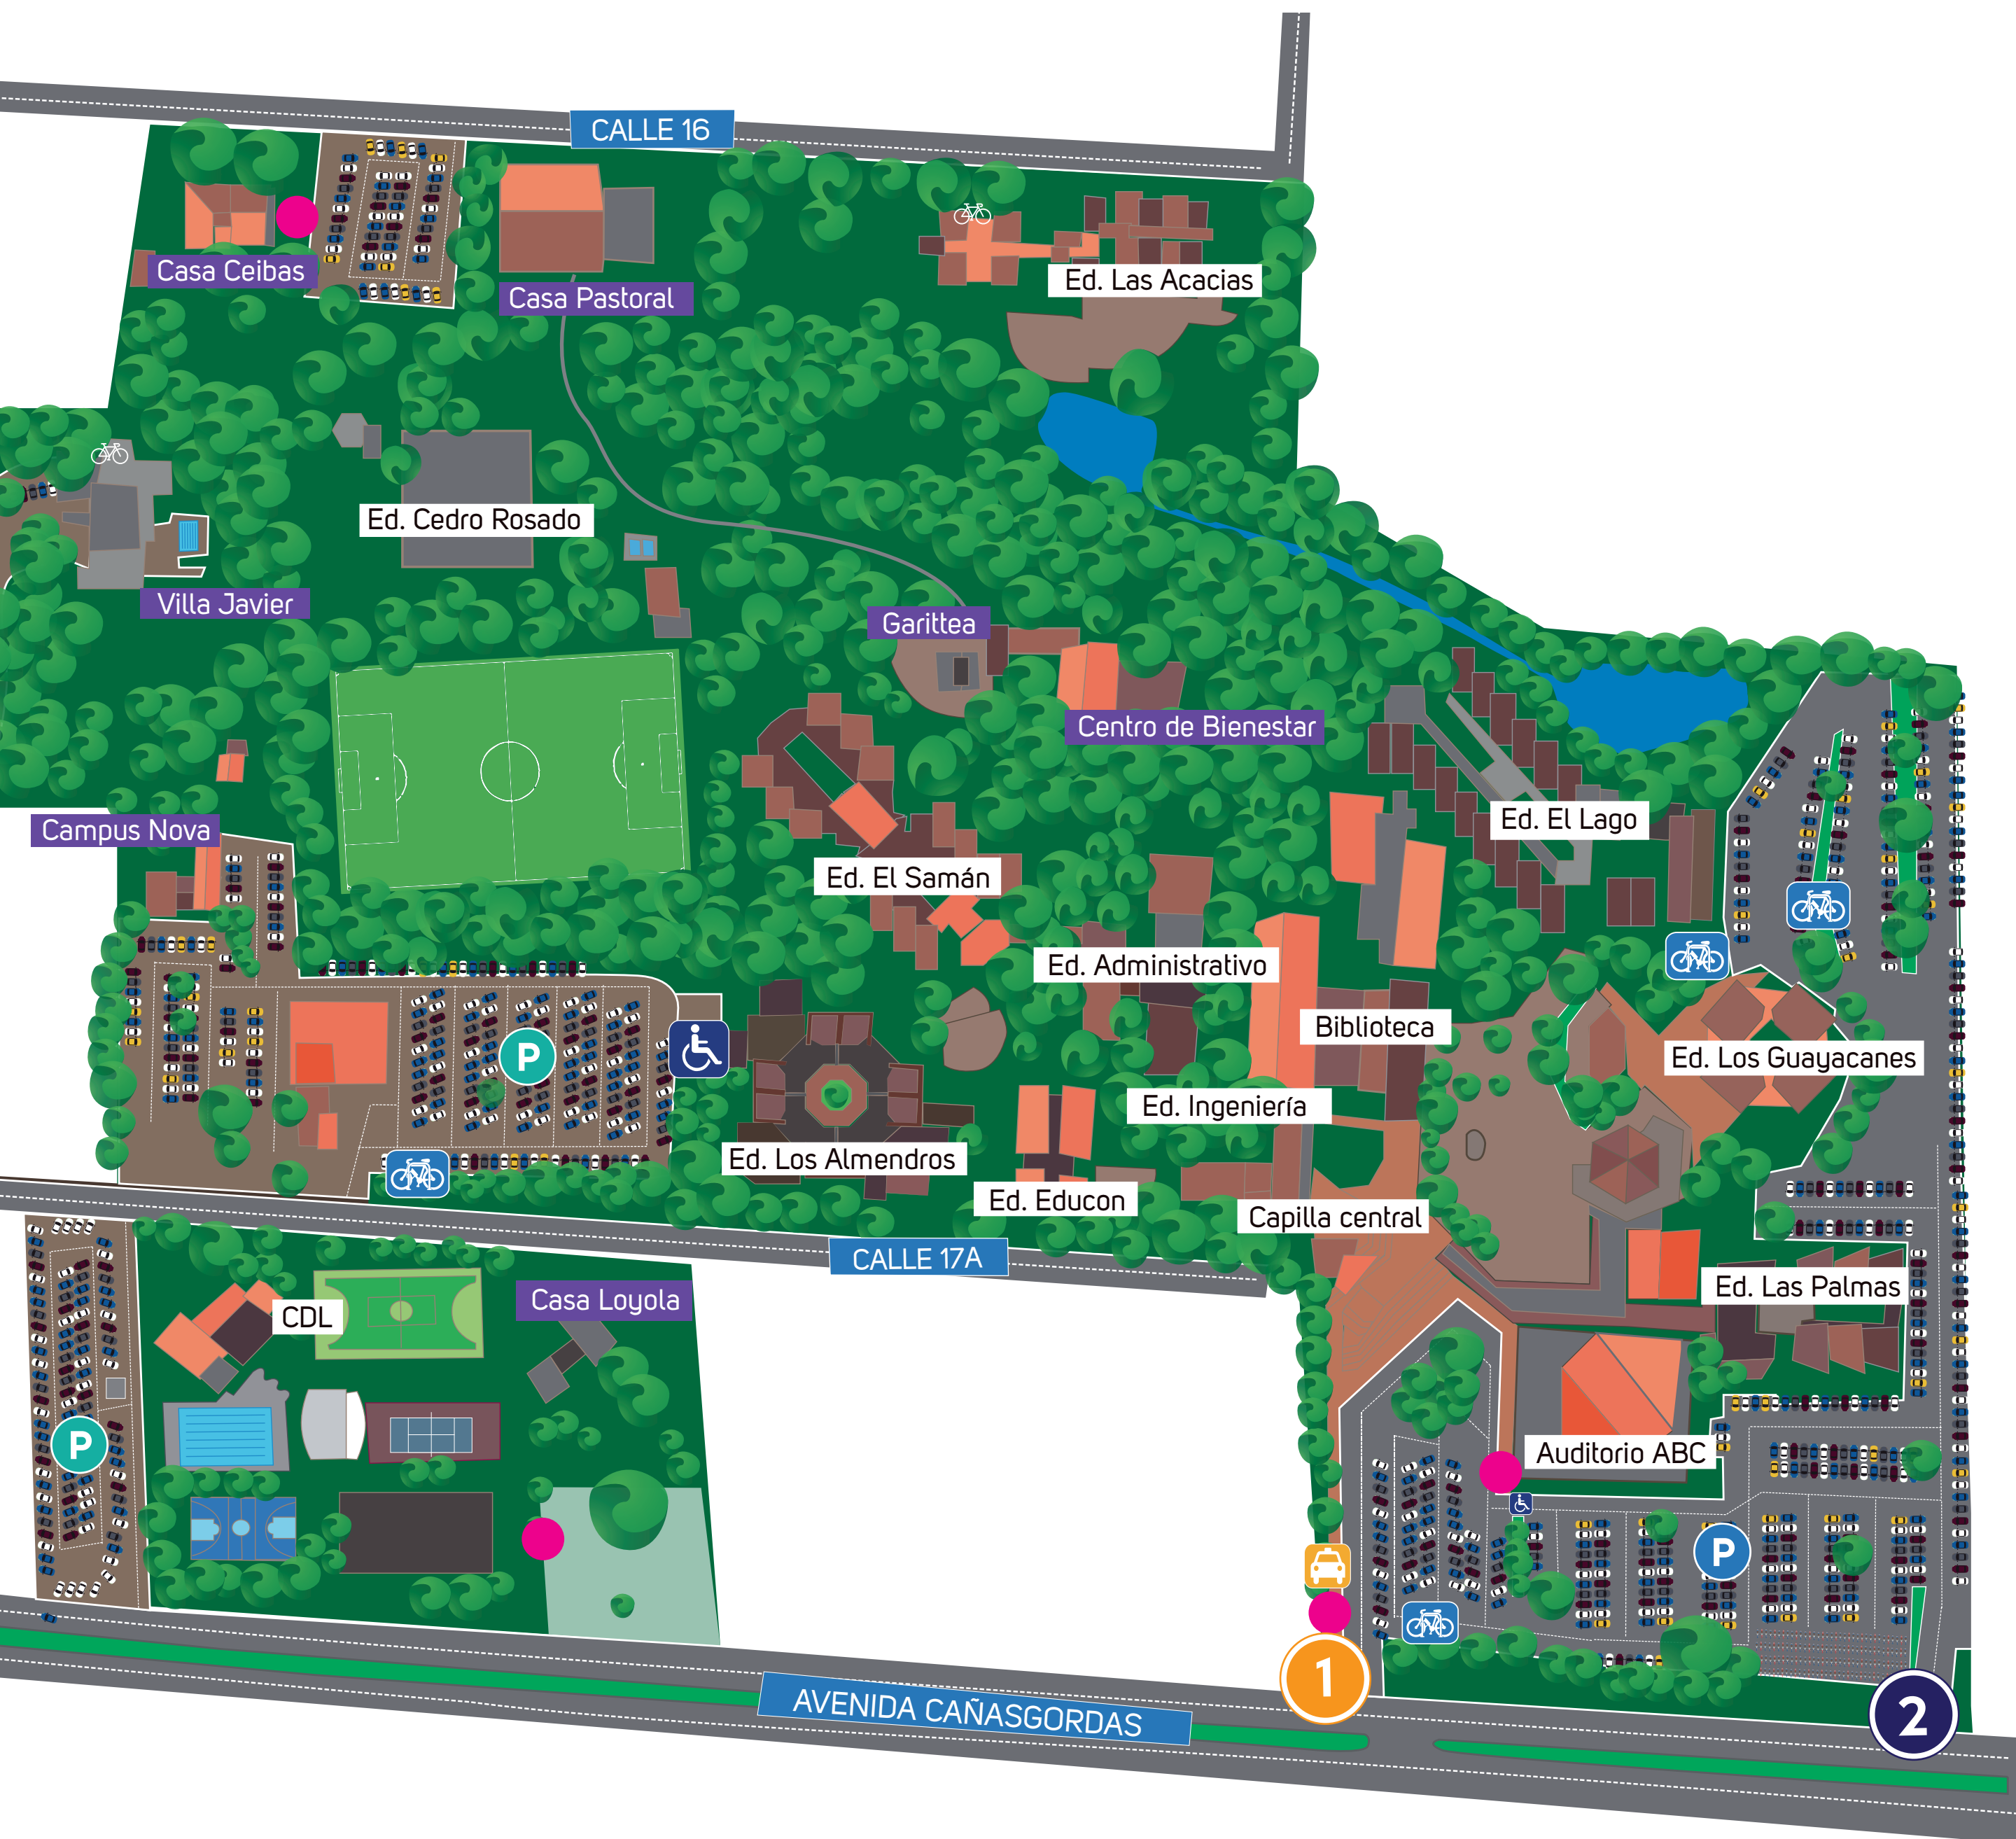 CALLE 16
Casa Ceibas
Casa Pastoral
Ed. Las Acacias
Ed. Cedro Rosado
Villa Javier
Garittea
Centro de Bienestar
Campus Nova
Ed. El Lago
Ed. El Samán
Ed. Administrativo
Biblioteca
P
Ed. Los Guayacanes
Ed. Ingeniería
Ed. Los Almendros
Ed. Educon
Capilla central
CALLE 17A
Ed. Las Palmas
Casa Loyola
CDL
P
Auditorio ABC
P
1
AVENIDA CAÑASGORDAS
2